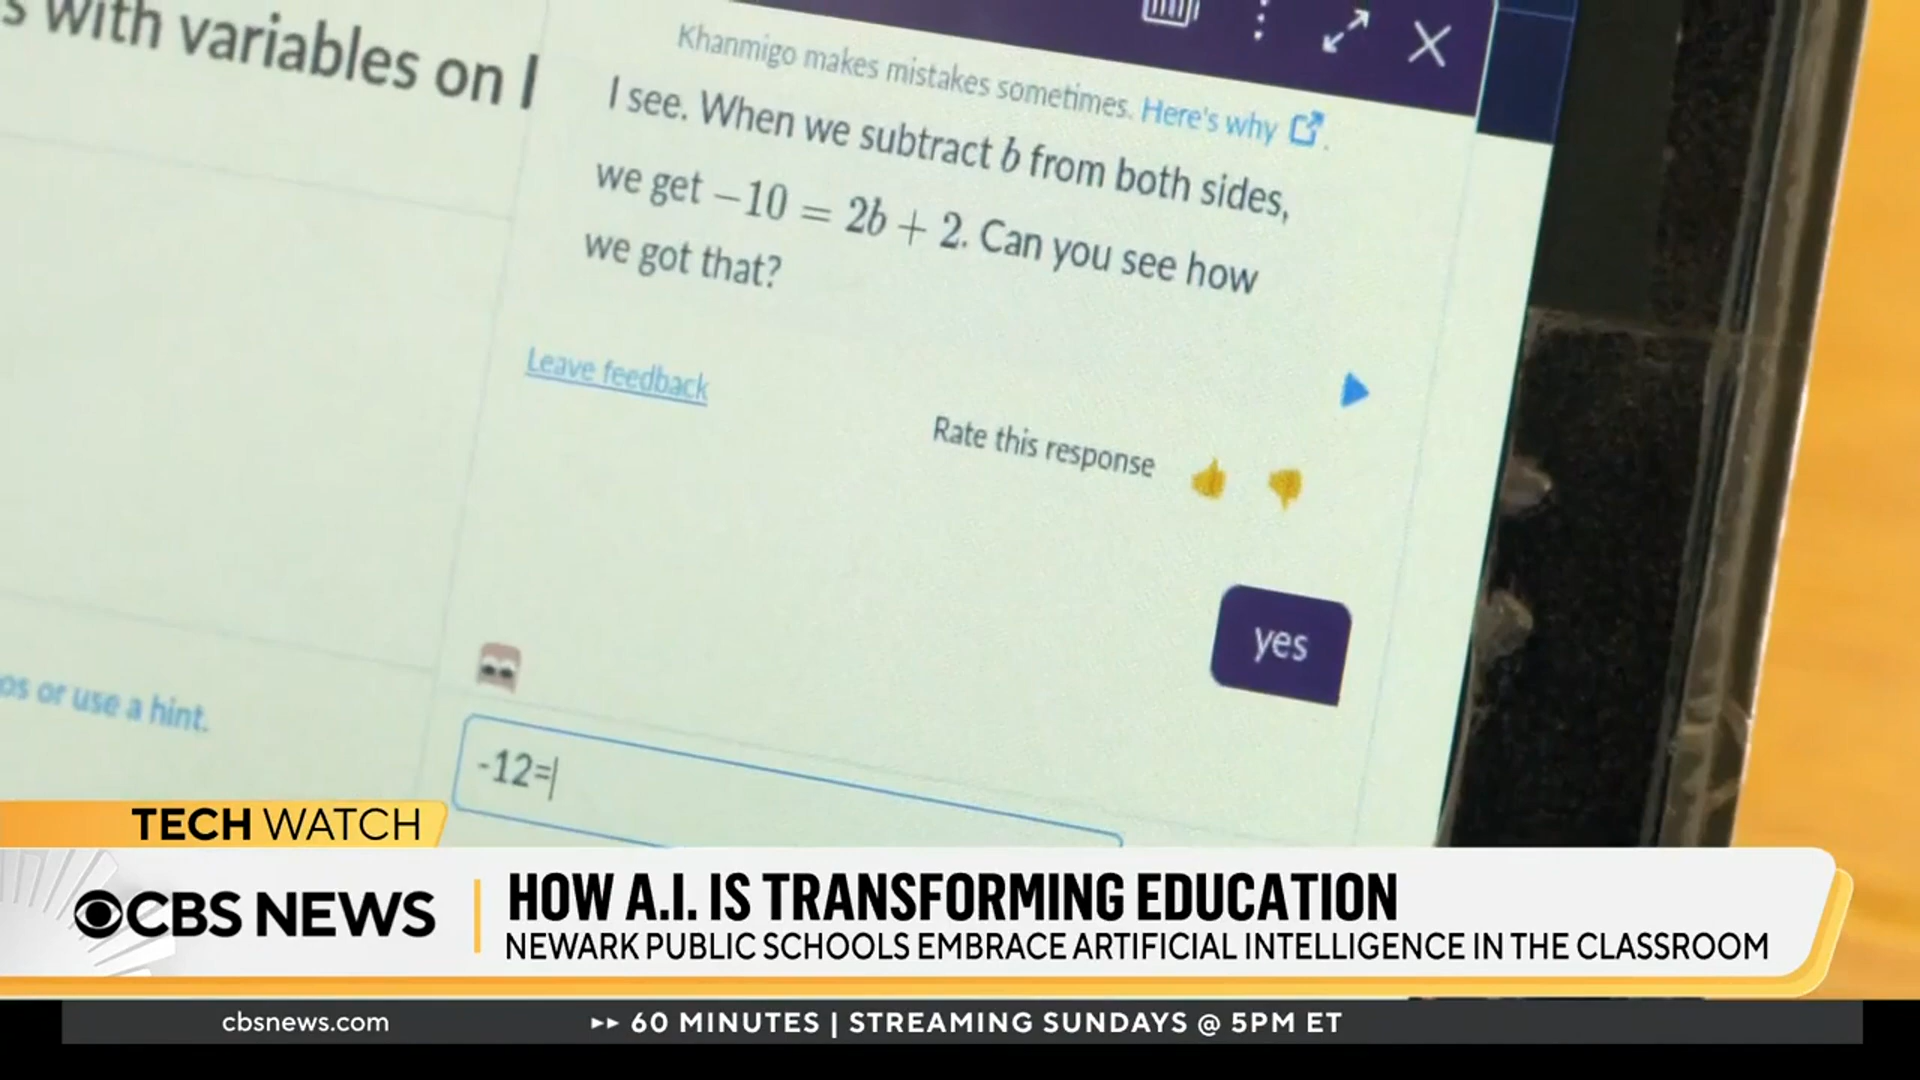 s with variables on l
Khanmigo makes mistakes sometimes. Here's why
I see. When we subtract b from both sides,
we get −10 = 2b + 2. Can you see how
we got that?
Leave feedback
Rate this response
yes
os or use a hint.
-12=
TECH WATCH
CBS NEWS
HOW A.I. IS TRANSFORMING EDUCATION
NEWARK PUBLIC SCHOOLS EMBRACE ARTIFICIAL INTELLIGENCE IN THE CLASSROOM
cbsnews.com
60 MINUTES | STREAMING SUNDAYS @ 5PM ET